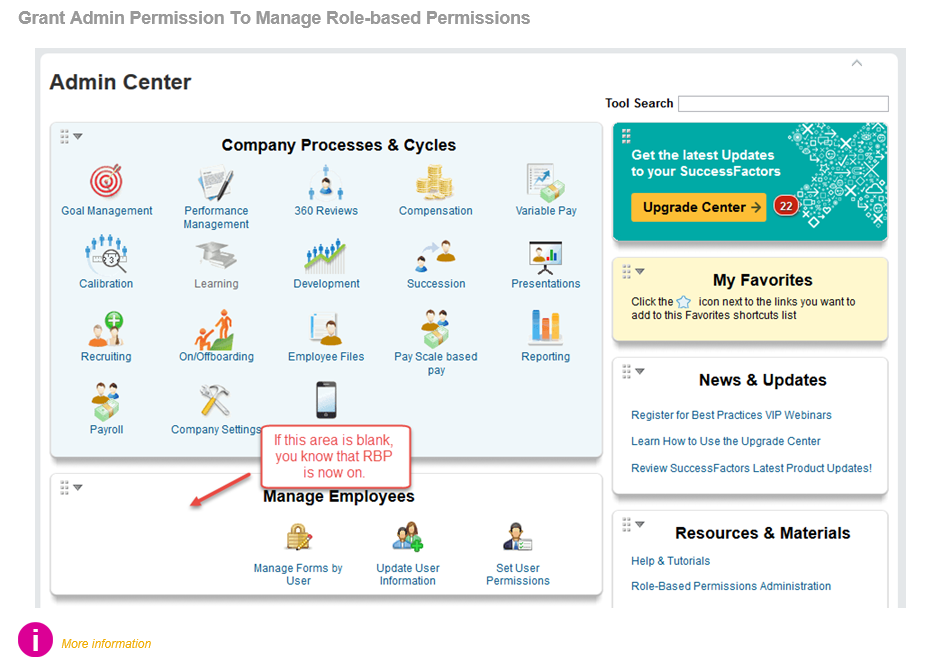 Grant Admin Permission To Manage Role-based Permissions
Admin Center
Tool Search
Company Processes & Cycles
Goal Management
Performance
Management
360 Reviews
Compensation
Variable Pay
Calibration
3
Learning
Development
Succession
Presentations
Recruiting
On/Offboarding
Employee Files
Pay Scale based
pay
Reporting
Payroll
Company Settings
If this area is blank,
you know that RBP
is now on.
Manage Employees
Manage Forms by
User
Update User
Information
Set User
Permissions
Get the latest Updates
to your SuccessFactors
Upgrade Center
22
My Favorites
Click the icon next to the links you want to
add to this Favorites shortcuts list
News & Updates
Register for Best Practices VIP Webinars
Learn How to Use the Upgrade Center
Review SuccessFactors Latest Product Updates!
Resources & Materials
Help & Tutorials
Role-Based Permissions Administration
i
More information